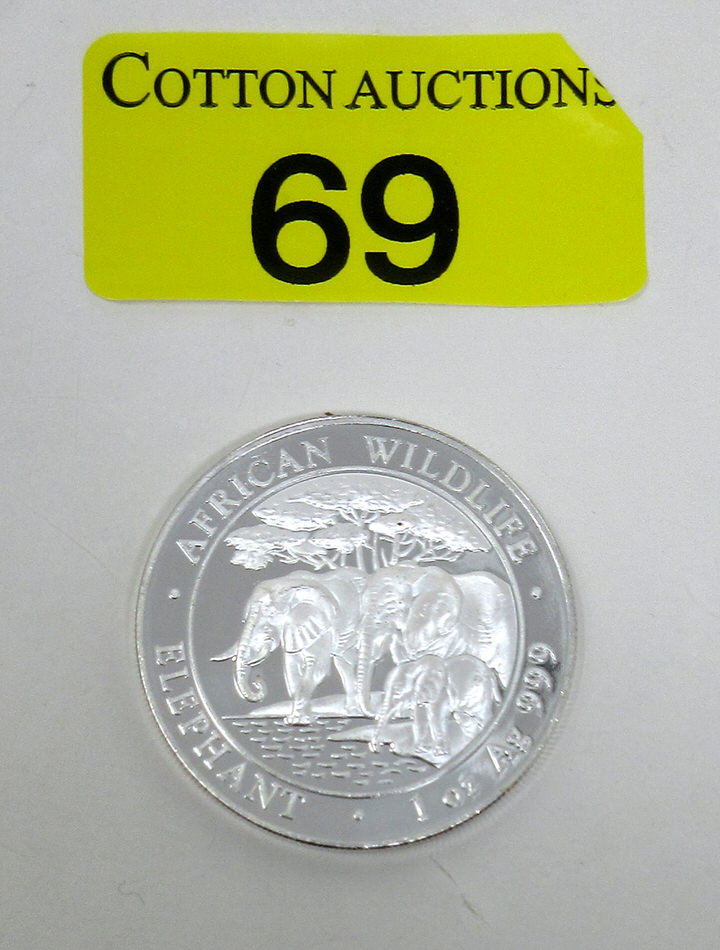 COTTON AUCTIONS
69
AFRICAN WILDLIFE
ELEPHANT · 1 oz Ag 999